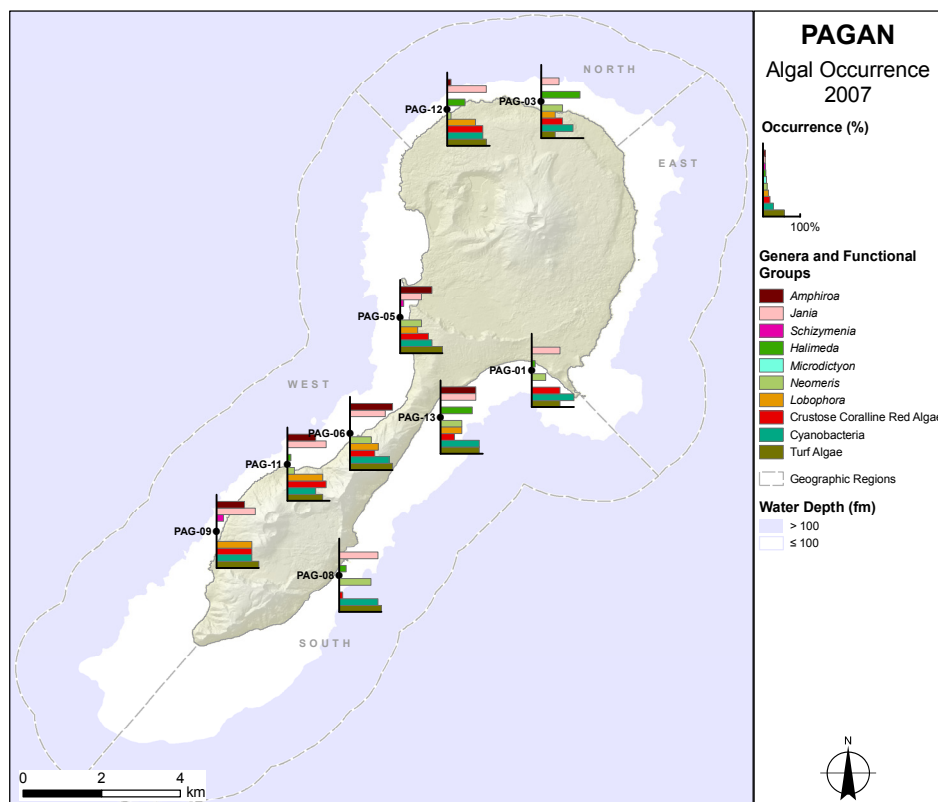 PAGAN
Algal Occurrence
2007
Occurrence (%)
100%
Genera and Functional
Groups
Amphiroa
Jania
Schizymenia
Halimeda
Microdictyon
Neomeris
Lobophora
Crustose Coralline Red Algae
Cyanobacteria
Turf Algae
Geographic Regions
Water Depth (fm)
> 100
≤ 100
N
NORTH
PAG-12
PAG-03
EAST
PAG-05
PAG-01
WEST
PAG-13
PAG-06
PAG-11
PAG-09
PAG-08
SOUTH
0 2 4
km